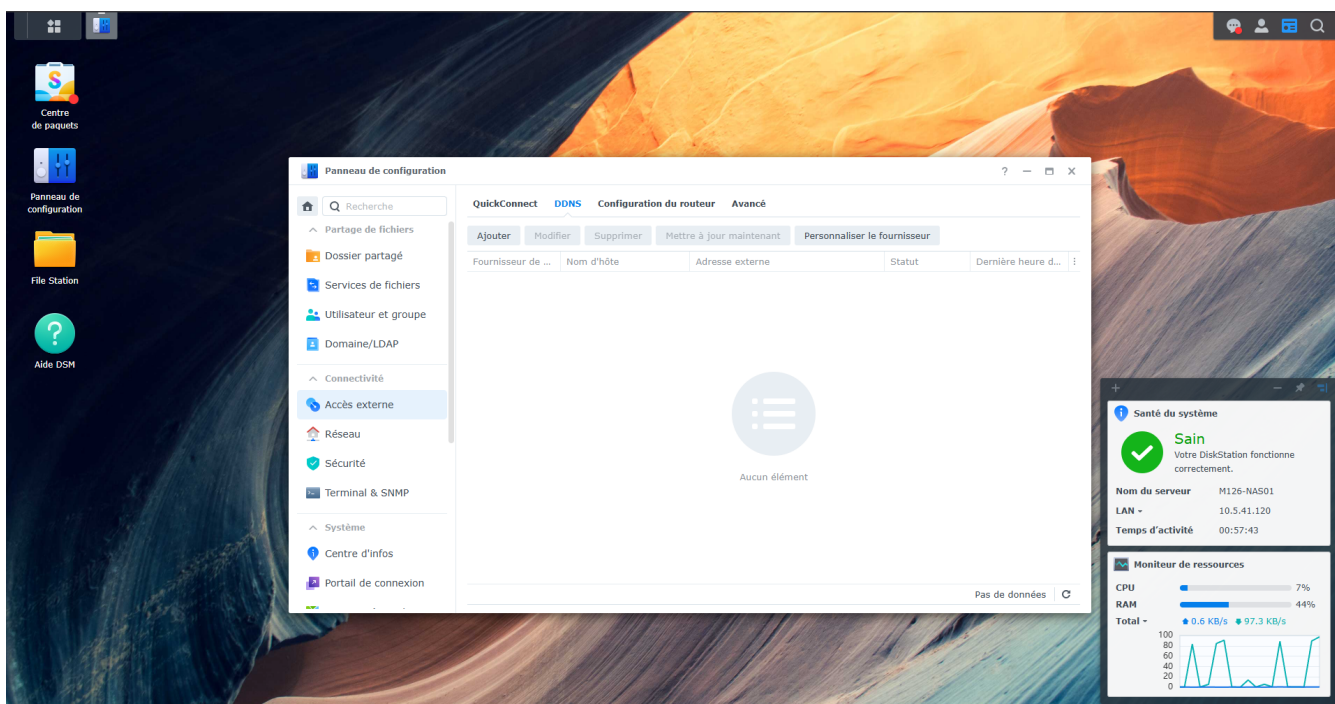 Centre
de paquets
Panneau de
configuration
File Station
Aide DSM
Panneau de configuration
Recherche
Partage de fichiers
Dossier partagé
Services de fichiers
Utilisateur et groupe
Domaine/LDAP
Connectivité
Accès externe
Réseau
Sécurité
Terminal & SNMP
Système
Centre d'infos
Portail de connexion
QuickConnect DDNS Configuration du routeur Avancé
Ajouter Modifier Supprimer Mettre à jour maintenant Personnaliser le fournisseur
Fournisseur de ... Nom d'hôte Adresse externe Statut Dernière heure d...
Aucun élément
Pas de données
Santé du système
Sain
Votre DiskStation fonctionne
correctement.
Nom du serveur M126-NAS01
LAN 10.5.41.120
Temps d'activité 00:57:43
Moniteur de ressources
CPU 7%
RAM 44%
Total 0.6 KB/s 97.3 KB/s
100
80
60
40
20
0